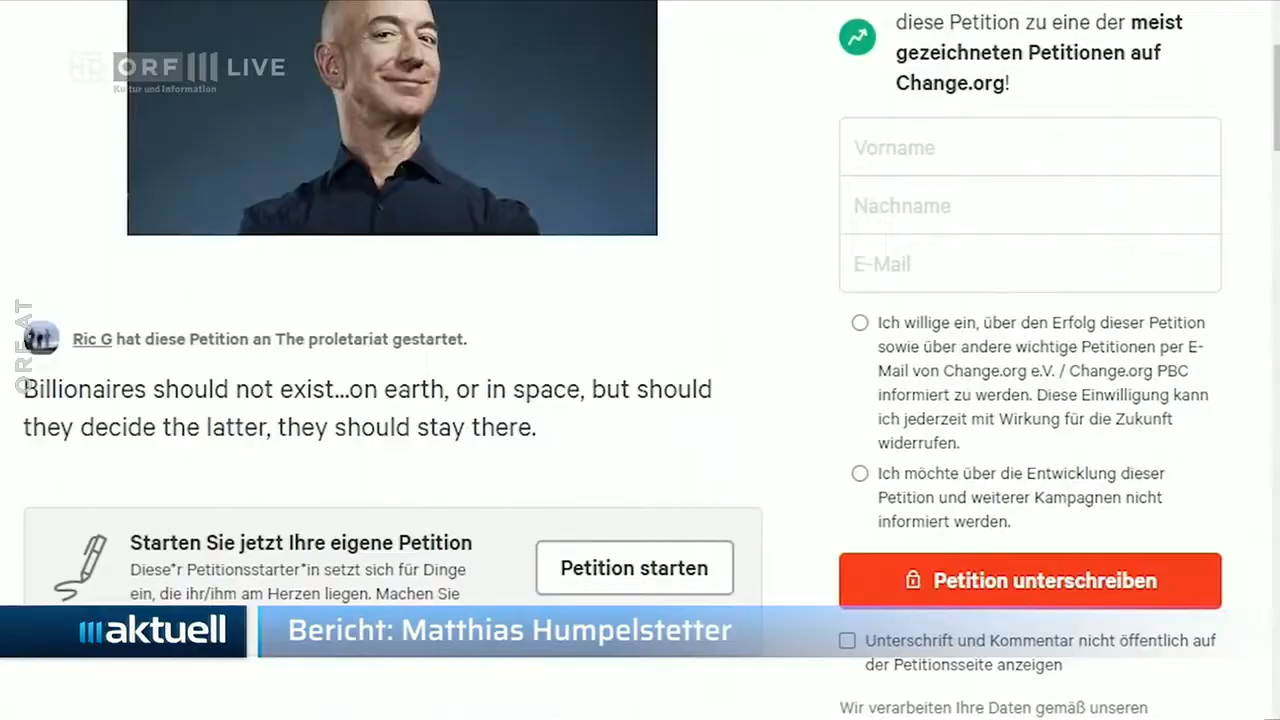 HD ORF III LIVE
Kultur und Information
diese Petition zu eine der meist
gezeichneten Petitionen auf
Change.org!
Vorname
Nachname
E-Mail
Ich willige ein, über den Erfolg dieser Petition
sowie über andere wichtige Petitionen per E-
Mail von Change.org e.V. / Change.org PBC
informiert zu werden. Diese Einwilligung kann
ich jederzeit mit Wirkung für die Zukunft
widerrufen.
Ich möchte über die Entwicklung dieser
Petition und weiterer Kampagnen nicht
informiert werden.
Petition unterschreiben
Unterschrift und Kommentar nicht öffentlich auf
der Petitionsseite anzeigen
Wir verarbeiten Ihre Daten gemäß unseren
Ric G hat diese Petition an The proletariat gestartet.
Billionaires should not exist...on earth, or in space, but should
they decide the latter, they should stay there.
Starten Sie jetzt Ihre eigene Petition
Diese*r Petitionsstarter*in setzt sich für Dinge
ein, die ihr/ihm am Herzen liegen. Machen Sie
Petition starten
III aktuell
Bericht: Matthias Humpelstetter